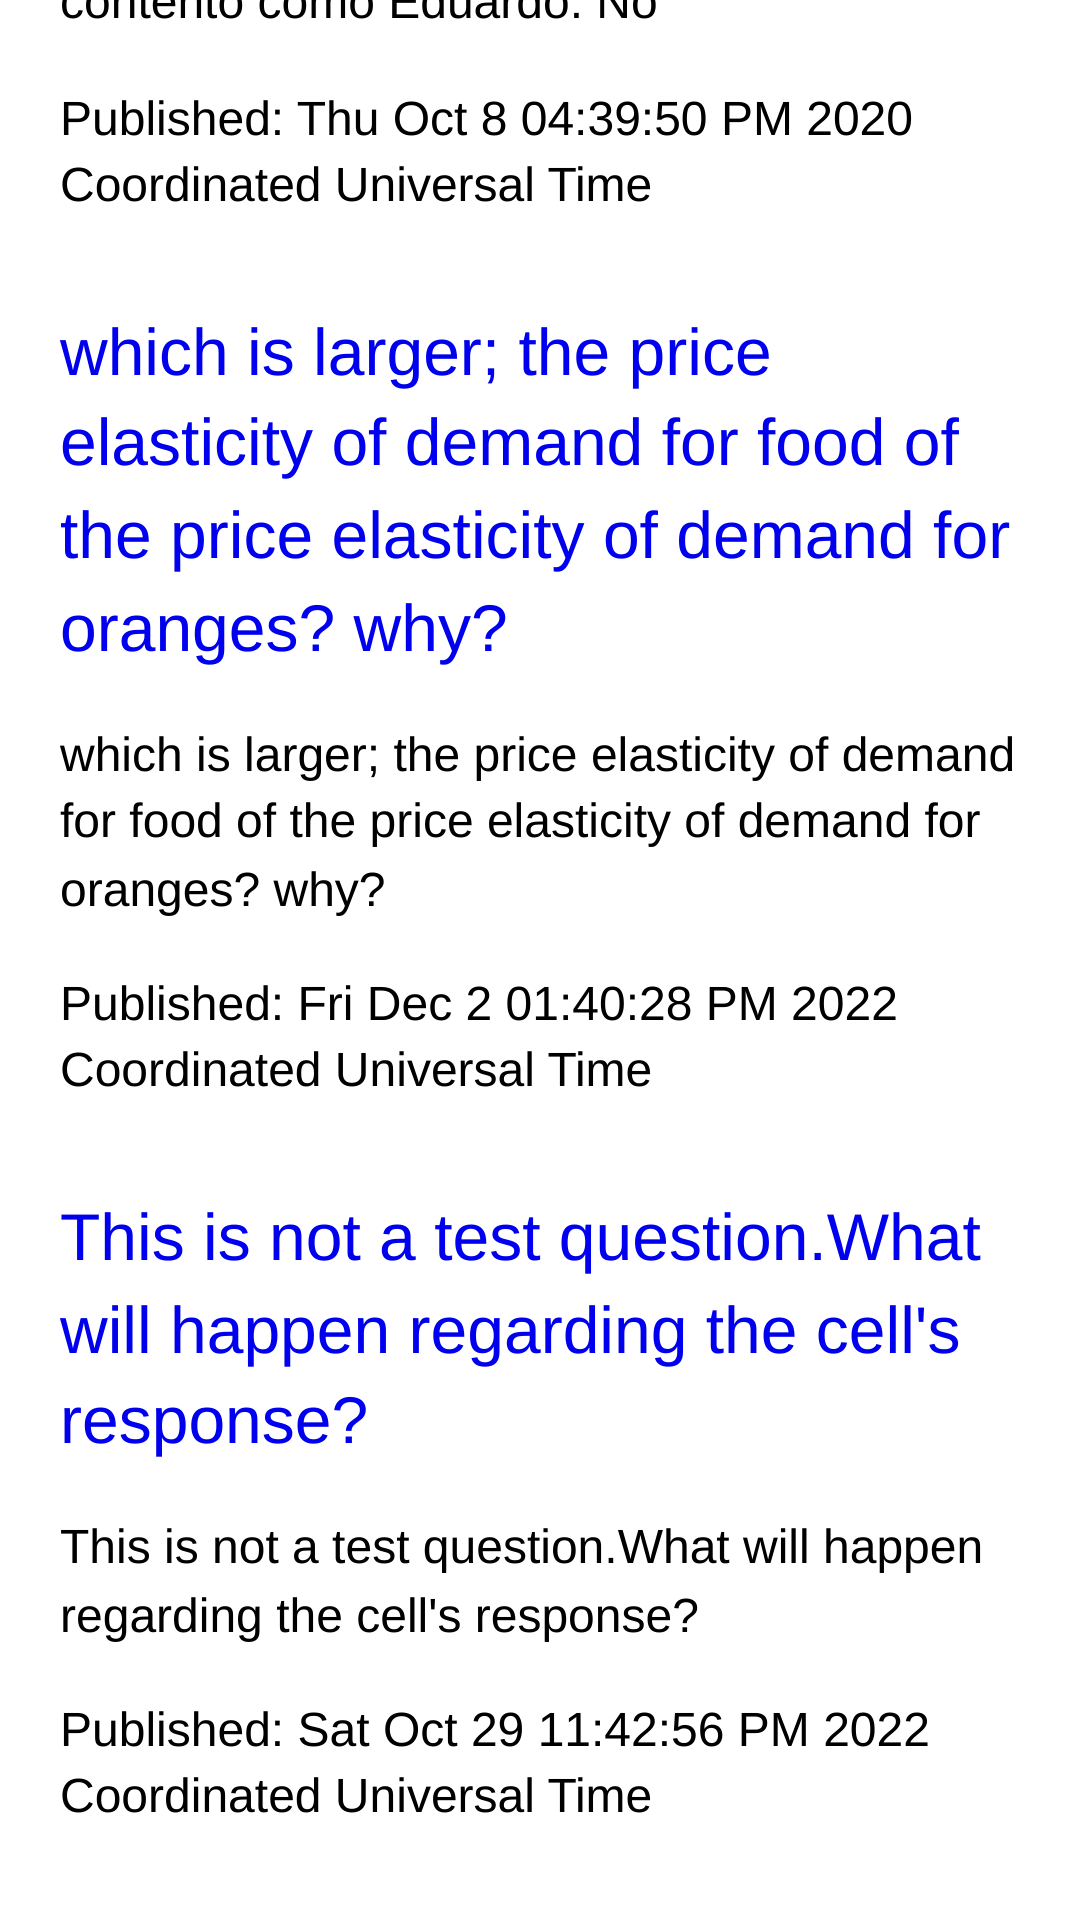 contento como Eduardo. No
Published: Thu Oct 8 04:39:50 PM 2020
Coordinated Universal Time
which is larger; the price
elasticity of demand for food of
the price elasticity of demand for
oranges? why?
which is larger; the price elasticity of demand
for food of the price elasticity of demand for
oranges? why?
Published: Fri Dec 2 01:40:28 PM 2022
Coordinated Universal Time
This is not a test question.What
will happen regarding the cell's
response?
This is not a test question.What will happen
regarding the cell's response?
Published: Sat Oct 29 11:42:56 PM 2022
Coordinated Universal Time